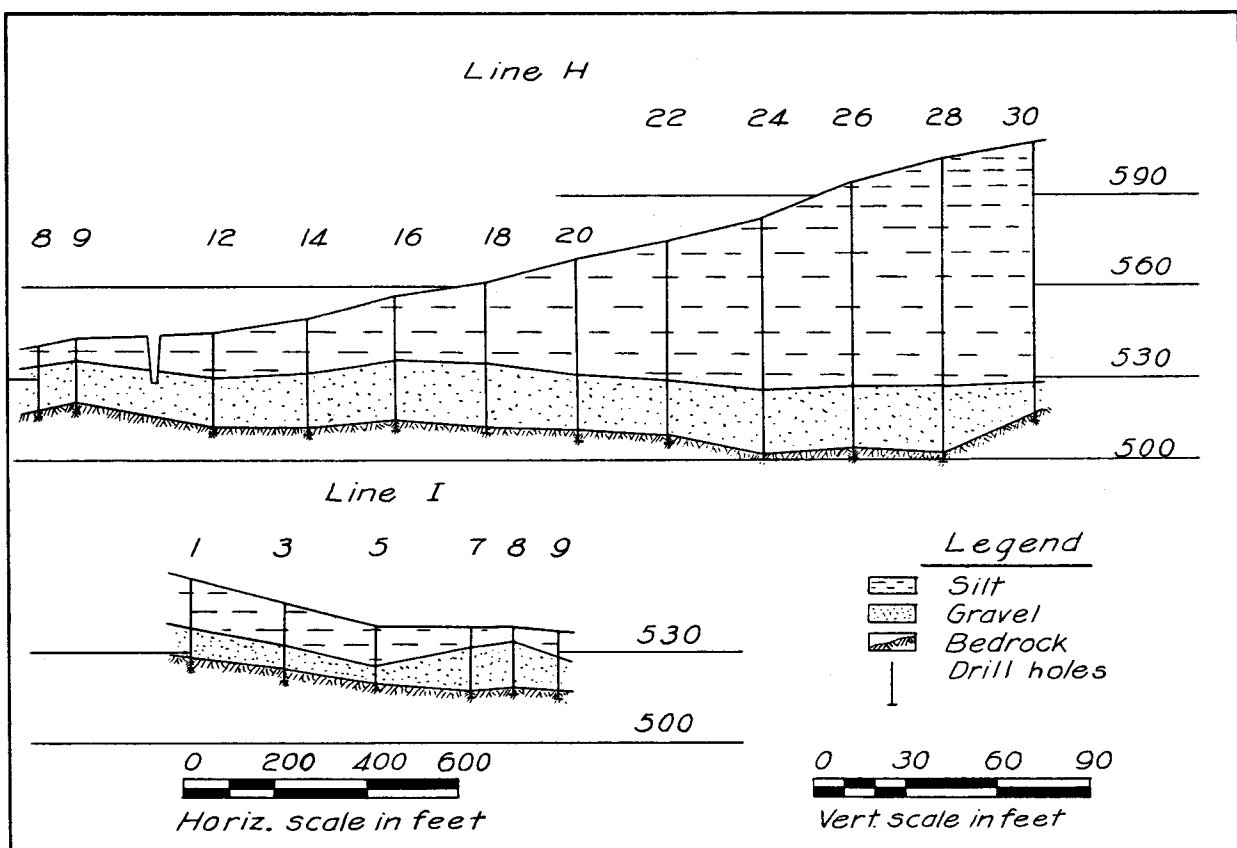 Line H
22 24 26 28 30
590
8 9 12 14 16 18 20
560
530
500
Line I
1 3 5 7 8 9
530
500
Legend
Silt
Gravel
Bedrock
Drill holes
0 200 400 600
Horiz. scale in feet
0 30 60 90
Vert. scale in feet